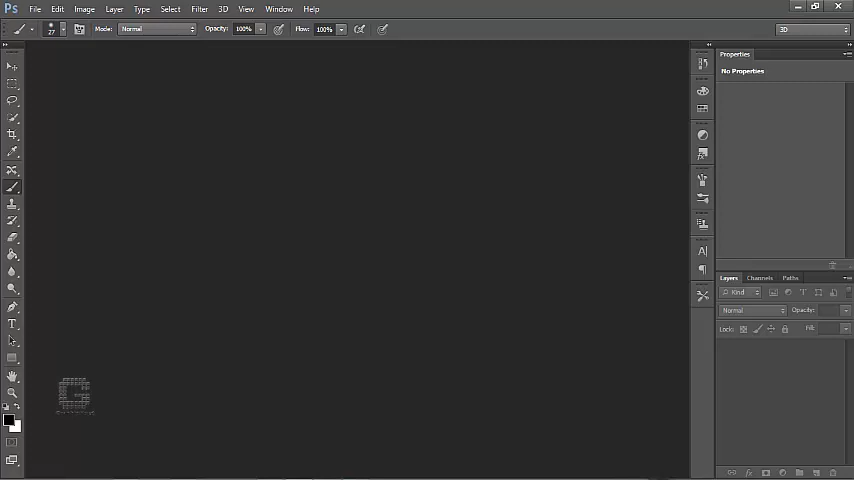 Ps File Edit Image Layer Type Select Filter 3D View Window Help
27 Mode: Normal Opacity: 100% Flow: 100% 3D
Properties
No Properties
Layers Channels Paths
Kind
Normal Opacity:
Lock: Fill:
G